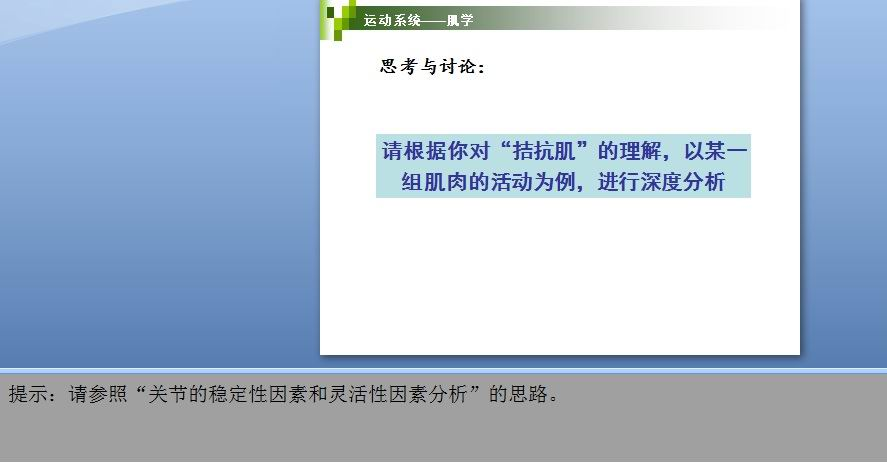 运动系统——肌学
思考与讨论：
请根据你对“拮抗肌”的理解，以某一
组肌肉的活动为例，进行深度分析
提示：请参照“关节的稳定性因素和灵活性因素分析”的思路。